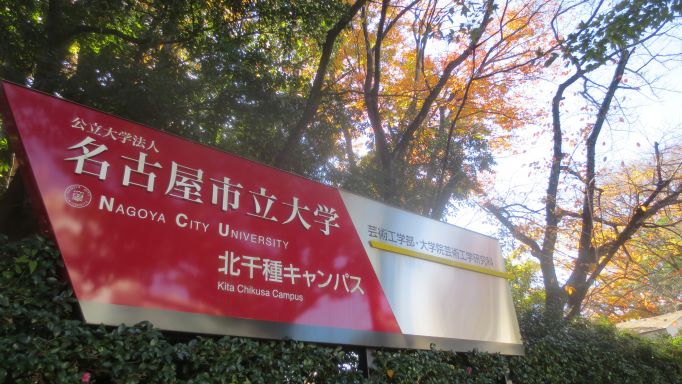 公立大学法人
名古屋市立大学
NAGOYA CITY UNIVERSITY
北千種キャンパス
Kita Chikusa Campus
芸術工学部・大学院芸術工学研究科